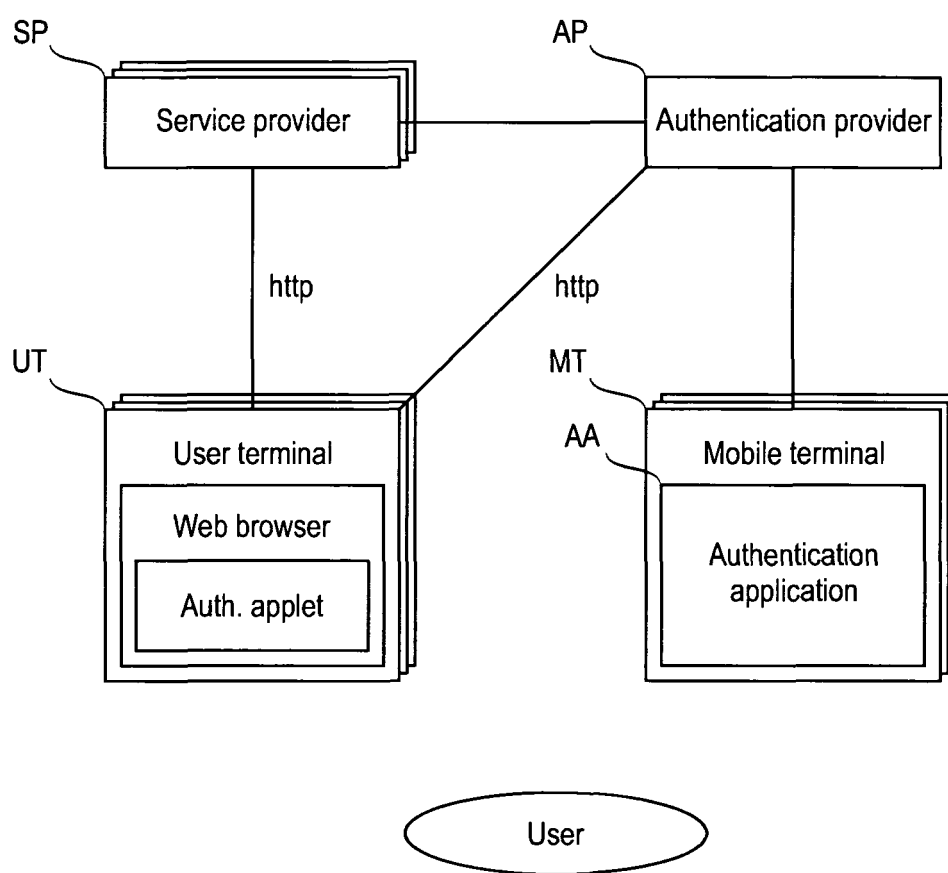 SP
AP
Service provider
Authentication provider
http
http
UT
MT
AA
User terminal
Mobile terminal
Web browser
Auth. applet
Authentication
application
User